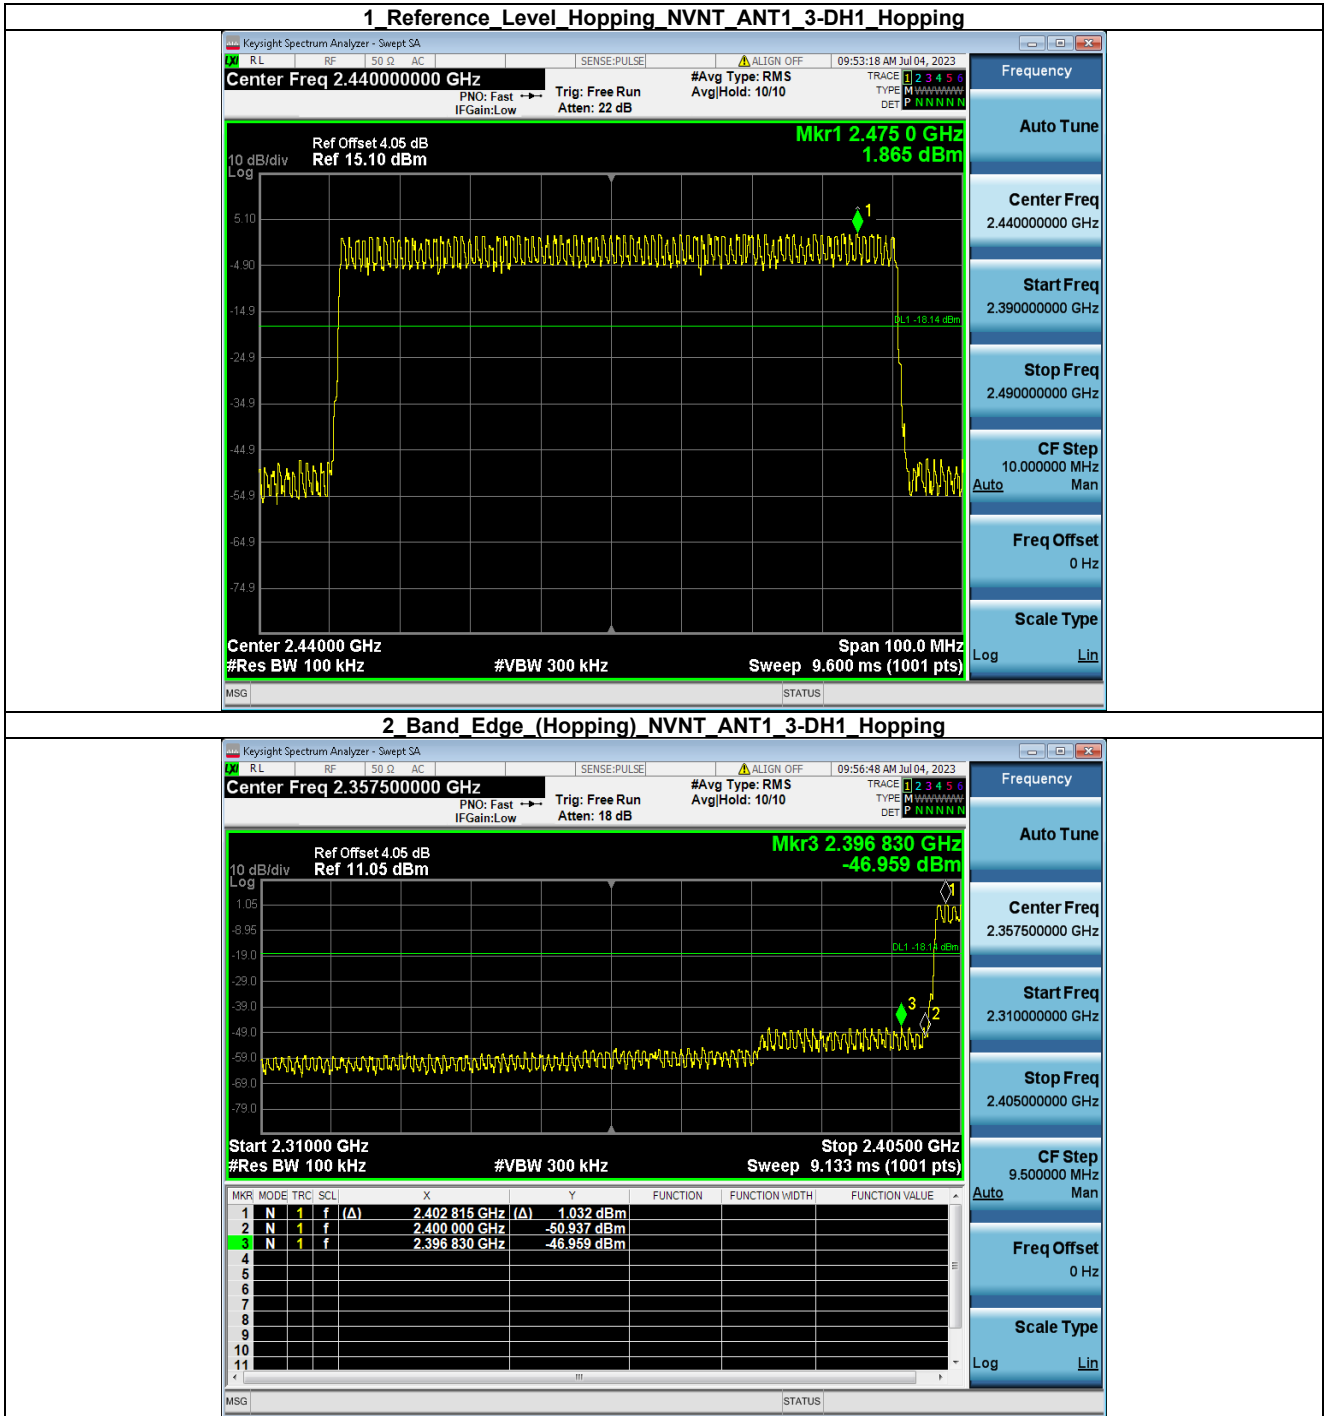 1_Reference_Level_Hopping_NVNT_ANT1_3-DH1_Hopping
Keysight Spectrum Analyzer - Swept SA
LXI RL RF 50 Ω AC SENSE:PULSE ALIGN OFF 09:53:18 AM Jul 04, 2023
Center Freq 2.440000000 GHz
PNO: Fast
IFGain:Low
Trig: Free Run
Atten: 22 dB
#Avg Type: RMS
Avg|Hold: 10/10
TRACE 1 2 3 4 5 6
TYPE M WWWWW
DET P N N N N N
Frequency
Mkr1 2.475 0 GHz
1.865 dBm
Ref Offset 4.05 dB
10 dB/div Ref 15.10 dBm
Log
5.10
-4.90
-14.9
-24.9
-34.9
-44.9
-54.9
-64.9
-74.9
1
DL1 -18.14 dBm
Center 2.44000 GHz Span 100.0 MHz
#Res BW 100 kHz #VBW 300 kHz Sweep 9.600 ms (1001 pts)
MSG STATUS
Auto Tune
Center Freq
2.440000000 GHz
Start Freq
2.390000000 GHz
Stop Freq
2.490000000 GHz
CF Step
10.000000 MHz
Auto Man
Freq Offset
0 Hz
Scale Type
Log Lin
2_Band_Edge_(Hopping)_NVNT_ANT1_3-DH1_Hopping
Keysight Spectrum Analyzer - Swept SA
LXI RL RF 50 Ω AC SENSE:PULSE ALIGN OFF 09:56:48 AM Jul 04, 2023
Center Freq 2.357500000 GHz
PNO: Fast
IFGain:Low
Trig: Free Run
Atten: 18 dB
#Avg Type: RMS
Avg|Hold: 10/10
TRACE 1 2 3 4 5 6
TYPE M WWWWW
DET P N N N N N
Frequency
Mkr3 2.396 830 GHz
-46.959 dBm
Ref Offset 4.05 dB
10 dB/div Ref 11.05 dBm
Log
1.05
-8.95
-19.0
-29.0
-39.0
-49.0
-59.0
-69.0
-79.0
1
DL1 -18.14 dBm
3
2
Start 2.31000 GHz Stop 2.40500 GHz
#Res BW 100 kHz #VBW 300 kHz Sweep 9.133 ms (1001 pts)
MKR MODE TRC SCL X Y FUNCTION FUNCTION WIDTH FUNCTION VALUE
1 N 1 f (Δ) 2.402 815 GHz (Δ) 1.032 dBm
2 N 1 f 2.400 000 GHz -50.937 dBm
3 N 1 f 2.396 830 GHz -46.959 dBm
4
5
6
7
8
9
10
11
MSG STATUS
Auto Tune
Center Freq
2.357500000 GHz
Start Freq
2.310000000 GHz
Stop Freq
2.405000000 GHz
CF Step
9.500000 MHz
Auto Man
Freq Offset
0 Hz
Scale Type
Log Lin